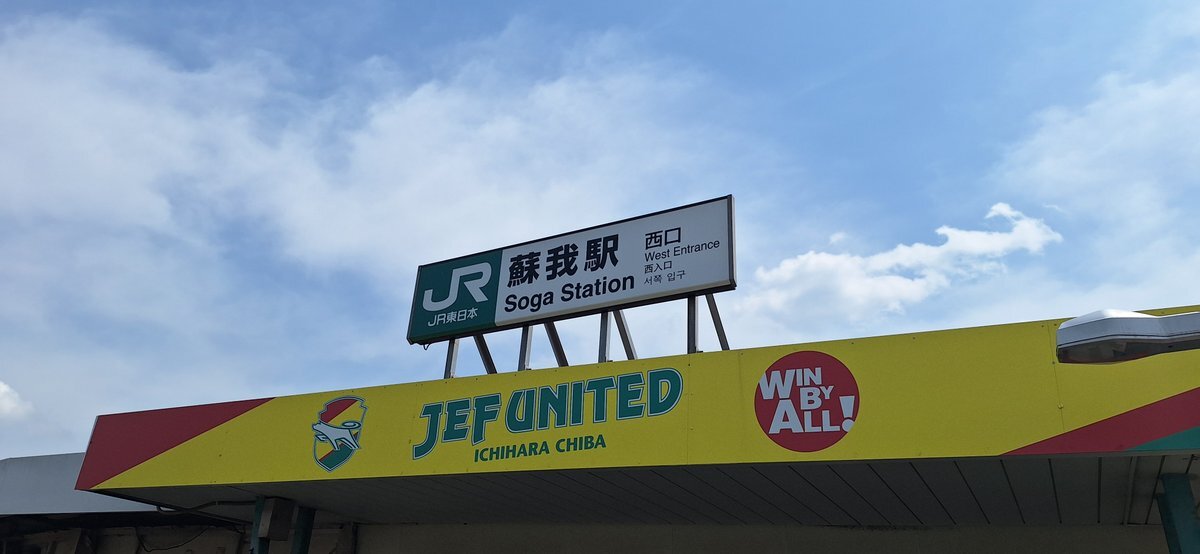 JR
JR東日本
蘇我駅
Soga Station
西口
West Entrance
西入口
서쪽 입구
JEF UNITED
ICHIHARA CHIBA
WIN
BY
ALL!